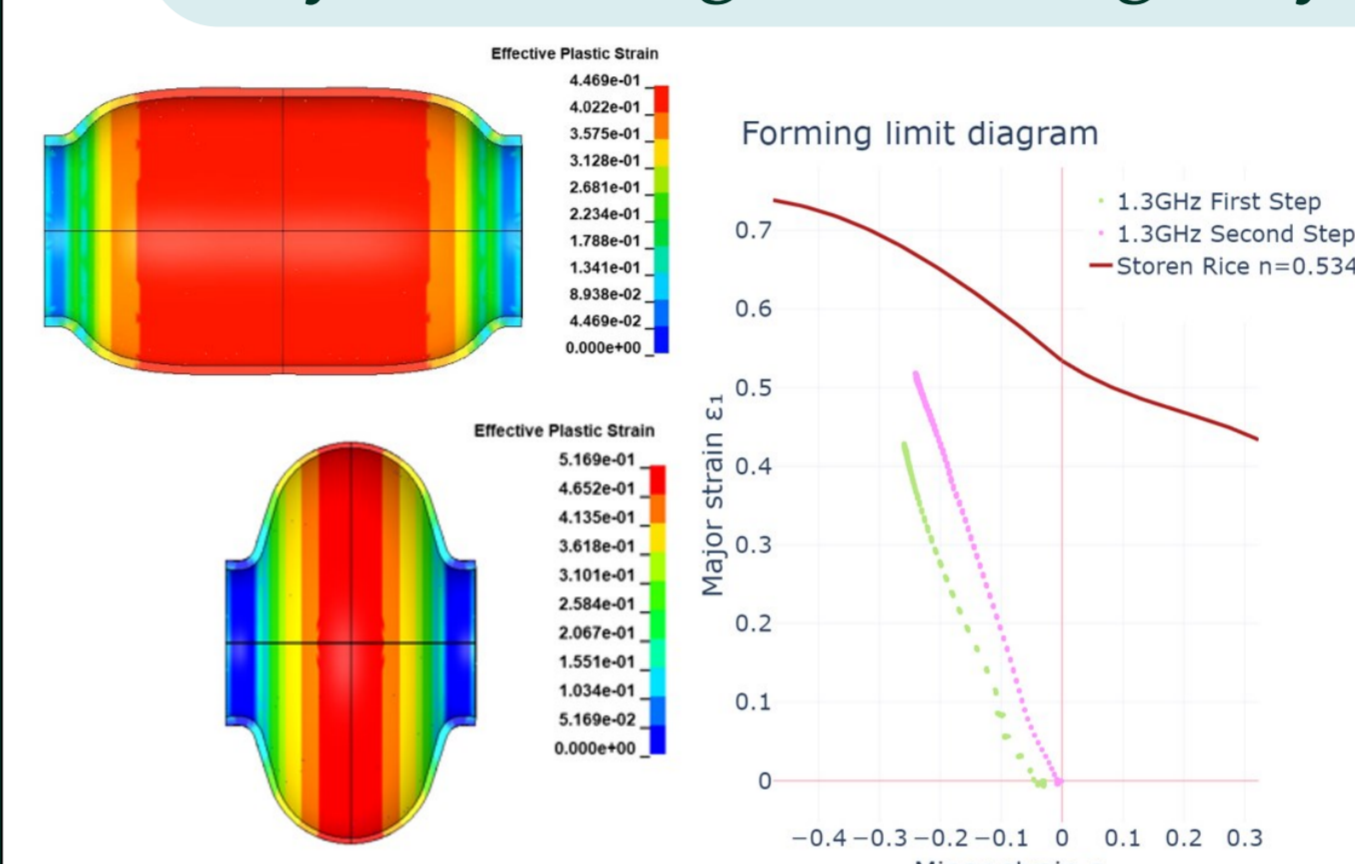 Effective Plastic Strain
4.469e-01
4.022e-01
3.575e-01
3.128e-01
2.681e-01
2.234e-01
1.788e-01
1.341e-01
8.938e-02
4.469e-02
0.000e+00
Effective Plastic Strain
5.169e-01
4.652e-01
4.135e-01
3.618e-01
3.101e-01
2.584e-01
2.067e-01
1.551e-01
1.034e-01
5.169e-02
0.000e+00
Forming limit diagram
1.3GHz First Step
1.3GHz Second Step
Storen Rice n=0.534
Major strain ε₁
0.7
0.6
0.5
0.4
0.3
0.2
0.1
0
−0.4 −0.3 −0.2 −0.1 0 0.1 0.2 0.3